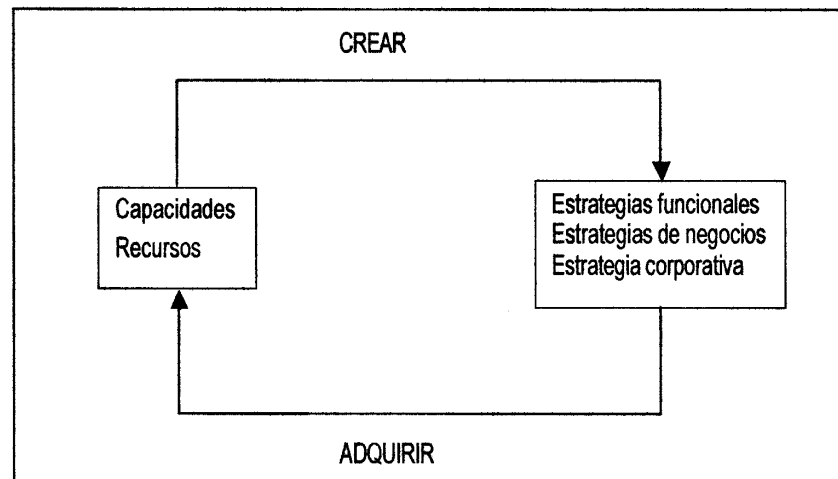 CREAR
Capacidades
Recursos
Estrategias funcionales
Estrategias de negocios
Estrategia corporativa
ADQUIRIR